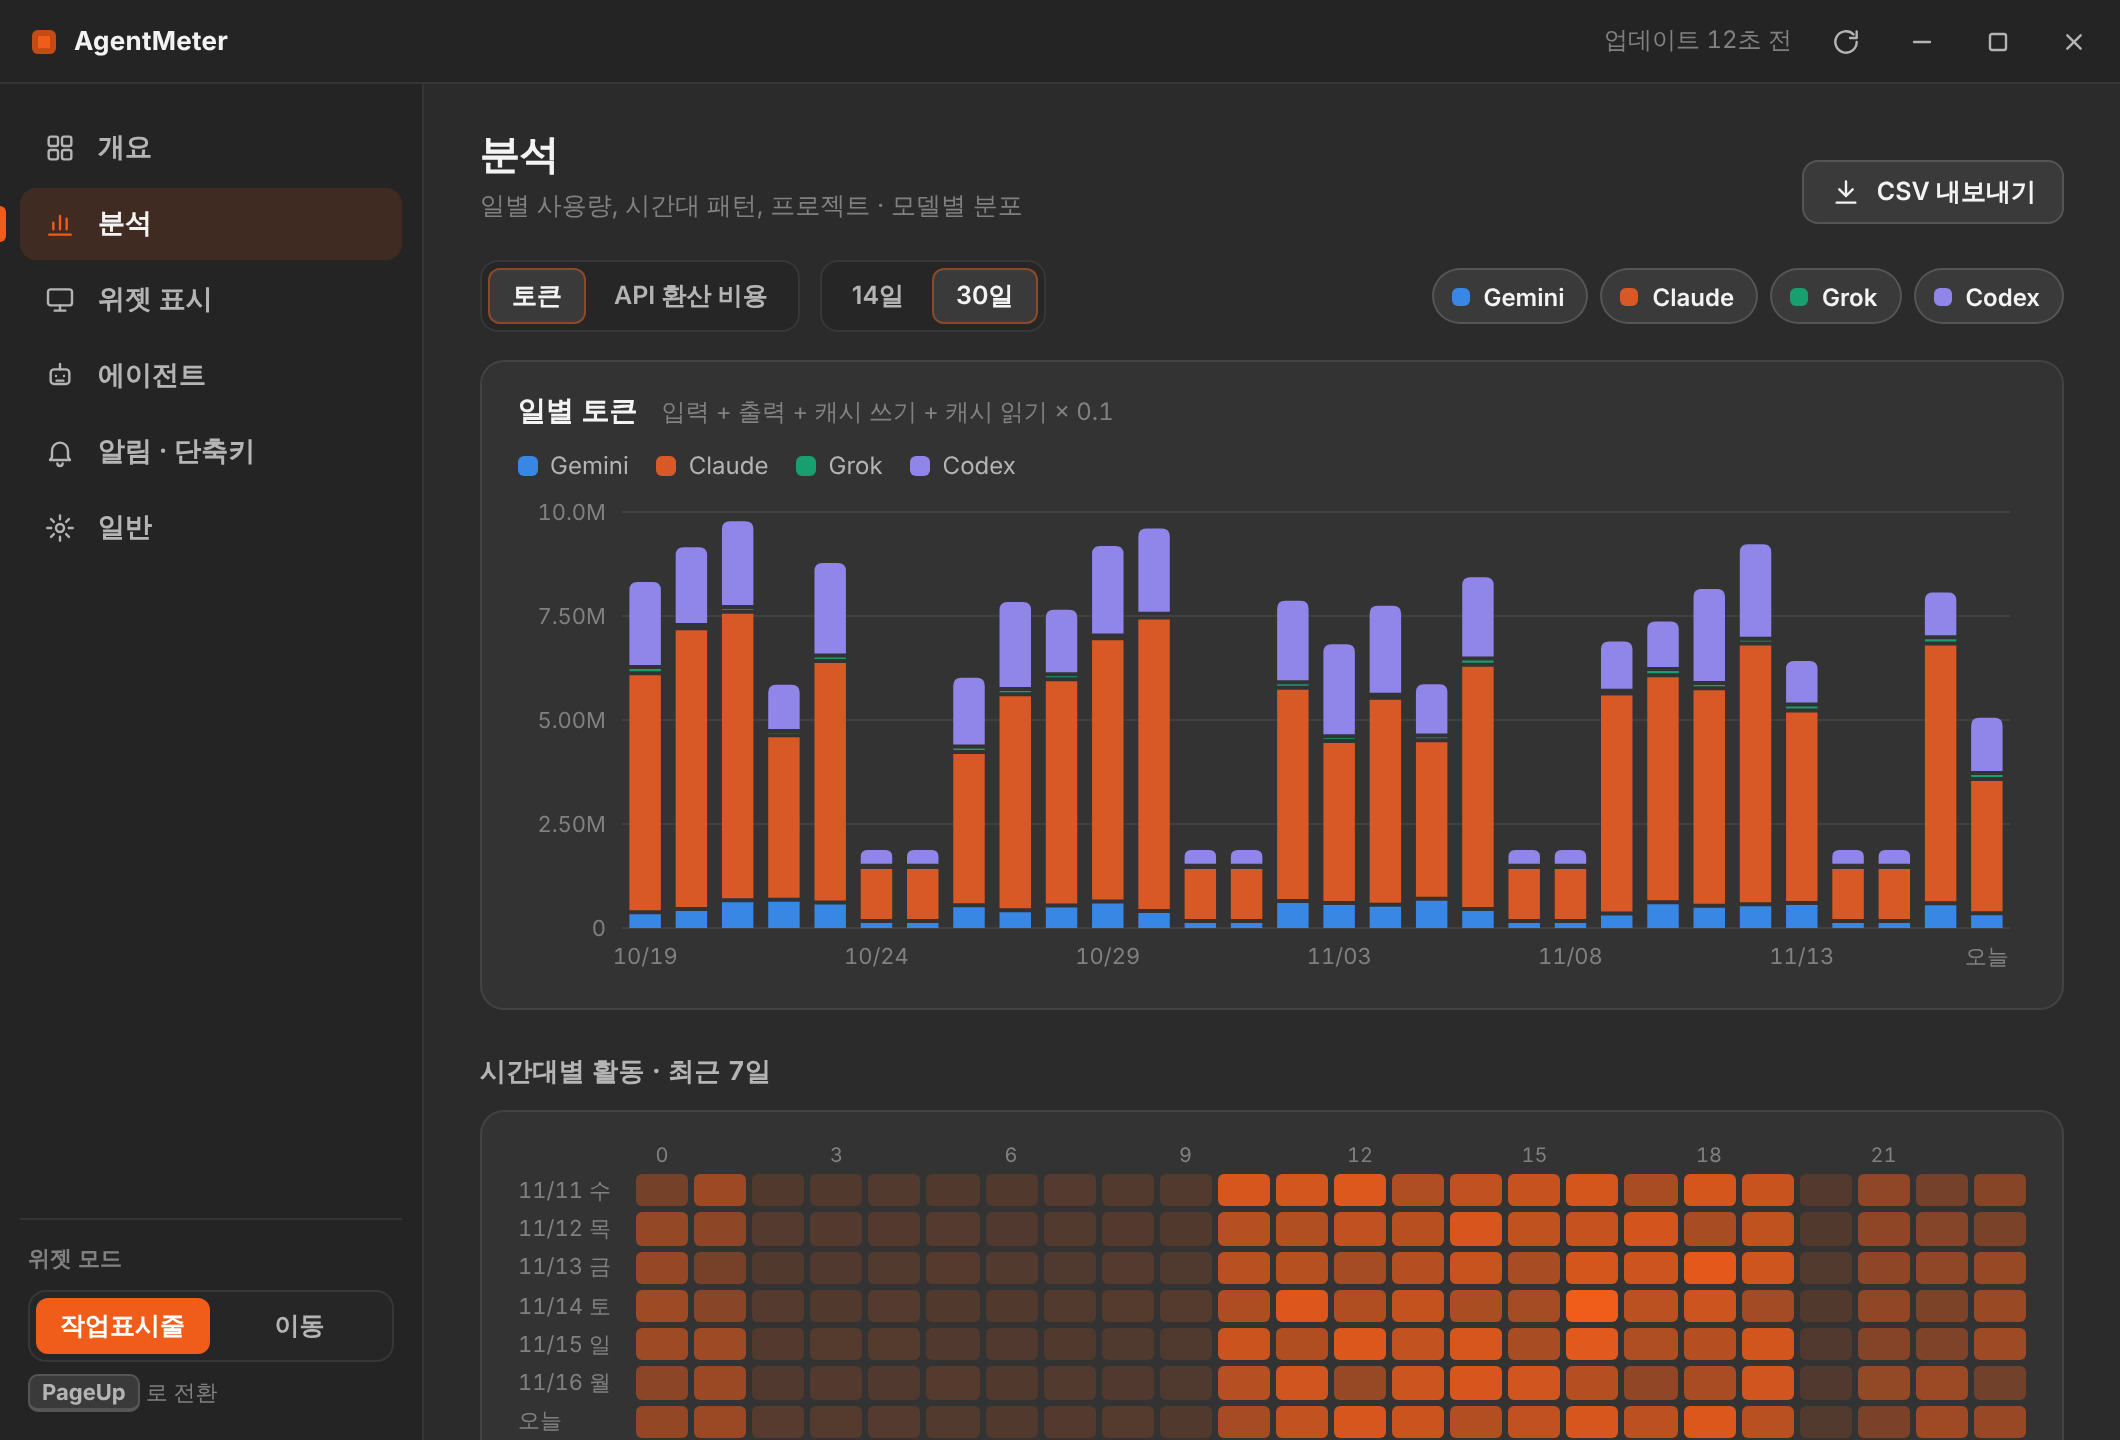 AgentMeter
업데이트 12초 전
개요
분석
위젯 표시
에이전트
알림 · 단축키
일반
위젯 모드
작업표시줄 이동
PageUp 로 전환
분석
일별 사용량, 시간대 패턴, 프로젝트 · 모델별 분포
CSV 내보내기
토큰 API 환산 비용 14일 30일
Gemini Claude Grok Codex
일별 토큰 입력 + 출력 + 캐시 쓰기 + 캐시 읽기 × 0.1
Gemini Claude Grok Codex
10.0M
7.50M
5.00M
2.50M
0
10/19 10/24 10/29 11/03 11/08 11/13 오늘
시간대별 활동 · 최근 7일
0 3 6 9 12 15 18 21
11/11 수
11/12 목
11/13 금
11/14 토
11/15 일
11/16 월
오늘